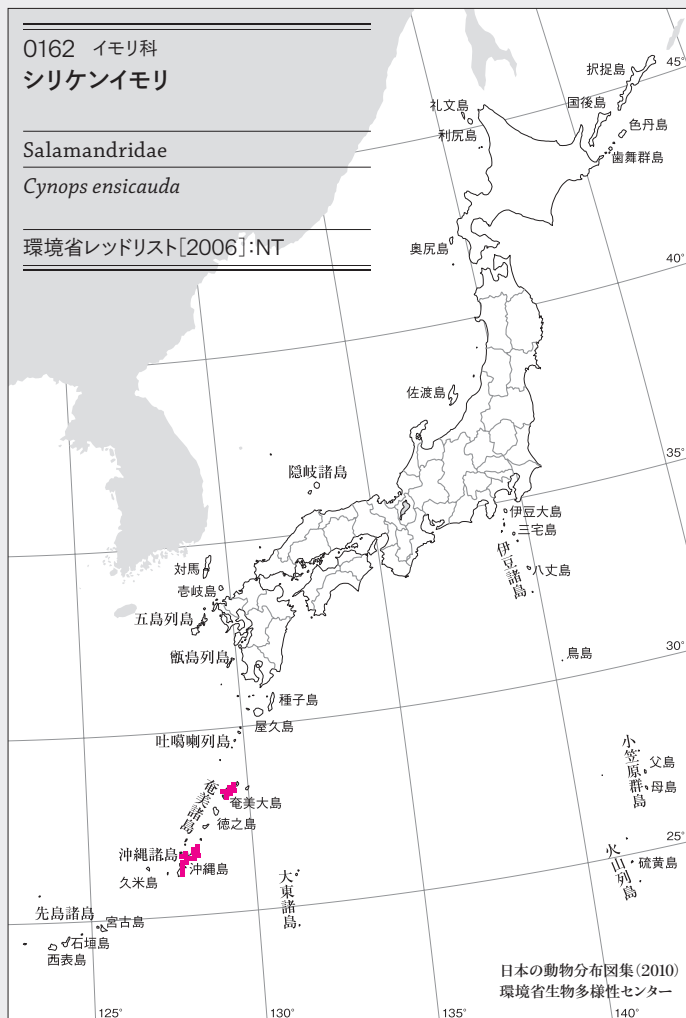 0162 イモリ科
シリケンイモリ
Salamandridae
Cynops ensicauda
環境省レッドリスト[2006]:NT
45°
択捉島
礼文島
国後島
色丹島
利尻島
歯舞群島
奥尻島
40°
佐渡島
35°
隠岐諸島
伊豆大島
三宅島
伊豆諸島
八丈島
対馬
壱岐島
五島列島
甑島列島
鳥島
30°
種子島
屋久島
吐噶喇列島
小笠原群島
父島
母島
奄美諸島
奄美大島
徳之島
25°
沖縄諸島
沖縄島
久米島
大東諸島
火山列島
硫黄島
先島諸島
宮古島
石垣島
西表島
日本の動物分布図集(2010)
環境省生物多様性センター
125°
130°
135°
140°